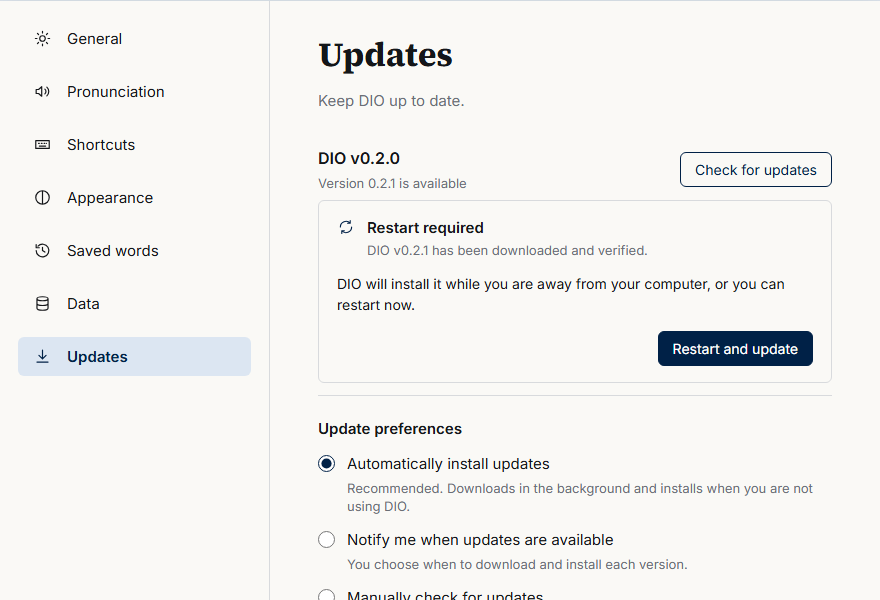 General
Pronunciation
Shortcuts
Appearance
Saved words
Data
Updates
Updates
Keep DIO up to date.
DIO v0.2.0
Version 0.2.1 is available
Check for updates
Restart required
DIO v0.2.1 has been downloaded and verified.
DIO will install it while you are away from your computer, or you can
restart now.
Restart and update
Update preferences
Automatically install updates
Recommended. Downloads in the background and installs when you are not
using DIO.
Notify me when updates are available
You choose when to download and install each version.
Manually check for updates